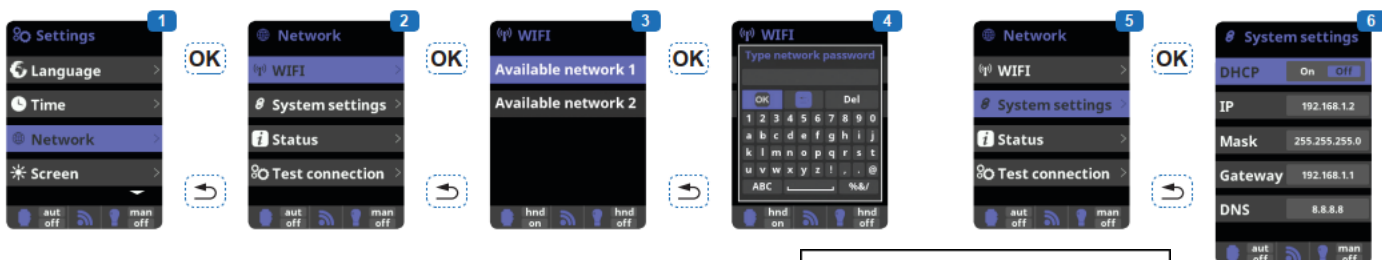 1
Settings
Language
Time
Network
Screen
aut off
man off
OK
2
Network
WIFI
System settings
Status
Test connection
aut off
man off
OK
3
WIFI
Available network 1
Available network 2
hnd on
hnd off
OK
4
WIFI
Type network password
OK - Del
1 2 3 4 5 6 7 8 9 0
a b c d e f g h i j
k l m n o p q r s t
u v w x y z ! , . @
ABC %&/
hnd on
hnd off
5
Network
WIFI
System settings
Status
Test connection
aut off
man off
OK
6
System settings
DHCP On Off
IP 192.168.1.2
Mask 255.255.255.0
Gateway 192.168.1.1
DNS 8.8.8.8
aut off
man off